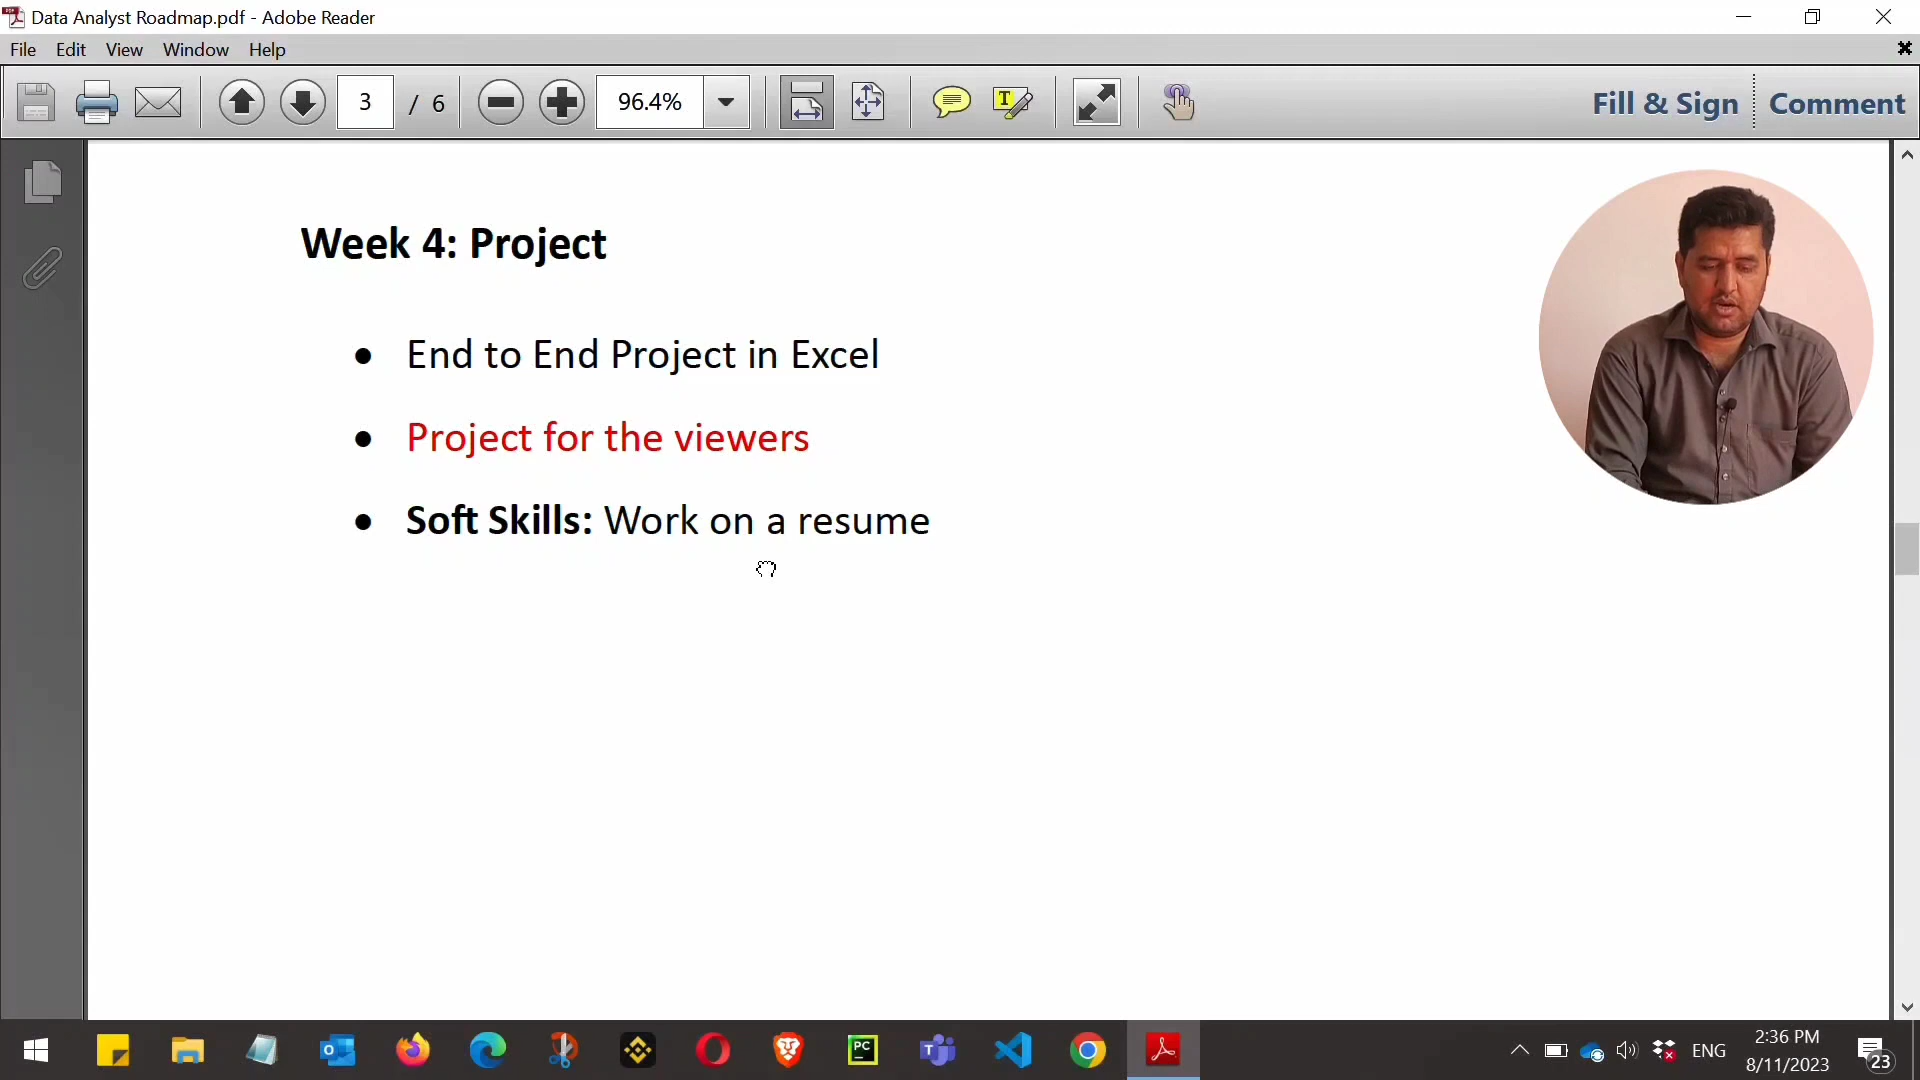 Data Analyst Roadmap.pdf - Adobe Reader
File Edit View Window Help
3 / 6 96.4% Fill & Sign Comment
Week 4: Project
● End to End Project in Excel
● Project for the viewers
● Soft Skills: Work on a resume
ENG 2:36 PM
8/11/2023 23